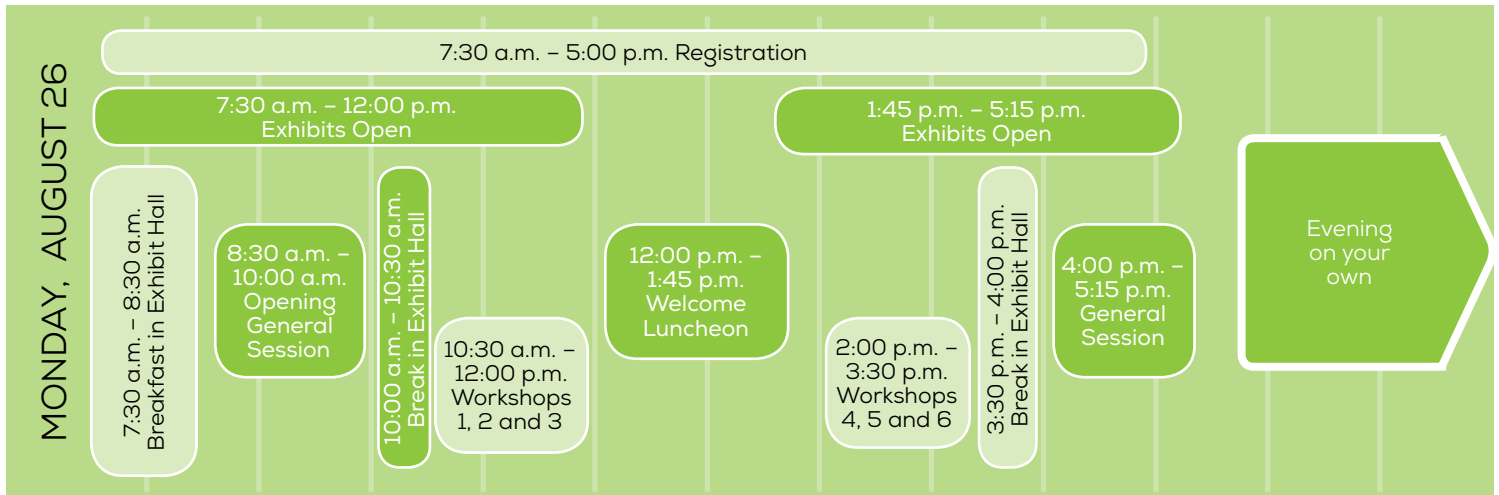 MONDAY, AUGUST 26
7:30 a.m. – 5:00 p.m. Registration
7:30 a.m. – 12:00 p.m.
Exhibits Open
1:45 p.m. – 5:15 p.m.
Exhibits Open
7:30 a.m. – 8:30 a.m.
Breakfast in Exhibit Hall
8:30 a.m. –
10:00 a.m.
Opening
General
Session
10:00 a.m. – 10:30 a.m.
Break in Exhibit Hall
10:30 a.m. –
12:00 p.m.
Workshops
1, 2 and 3
12:00 p.m. –
1:45 p.m.
Welcome
Luncheon
2:00 p.m. –
3:30 p.m.
Workshops
4, 5 and 6
3:30 p.m. – 4:00 p.m.
Break in Exhibit Hall
4:00 p.m. –
5:15 p.m.
General
Session
Evening
on your
own